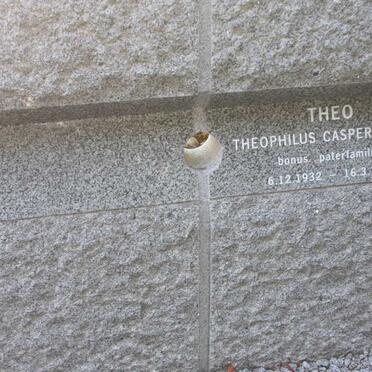 THEO
THEOPHILUS CASPER
bonus paterfamil
6.12.1932 - 16.3